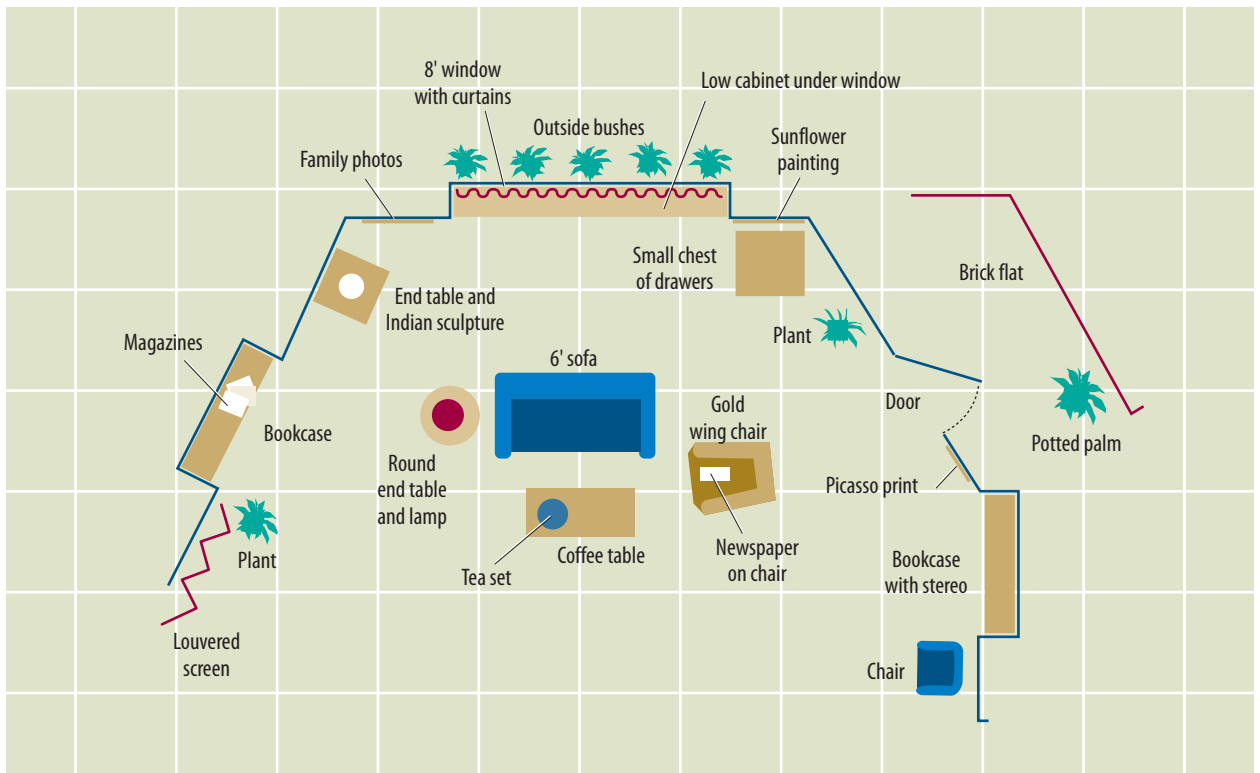 8' window
with curtains
Low cabinet under window
Outside bushes
Sunflower
painting
Family photos
Small chest
of drawers
Brick flat
End table and
Indian sculpture
Plant
Magazines
6' sofa
Door
Gold
wing chair
Bookcase
Potted palm
Round
end table
and lamp
Picasso print
Coffee table
Newspaper
on chair
Plant
Tea set
Bookcase
with stereo
Louvered
screen
Chair